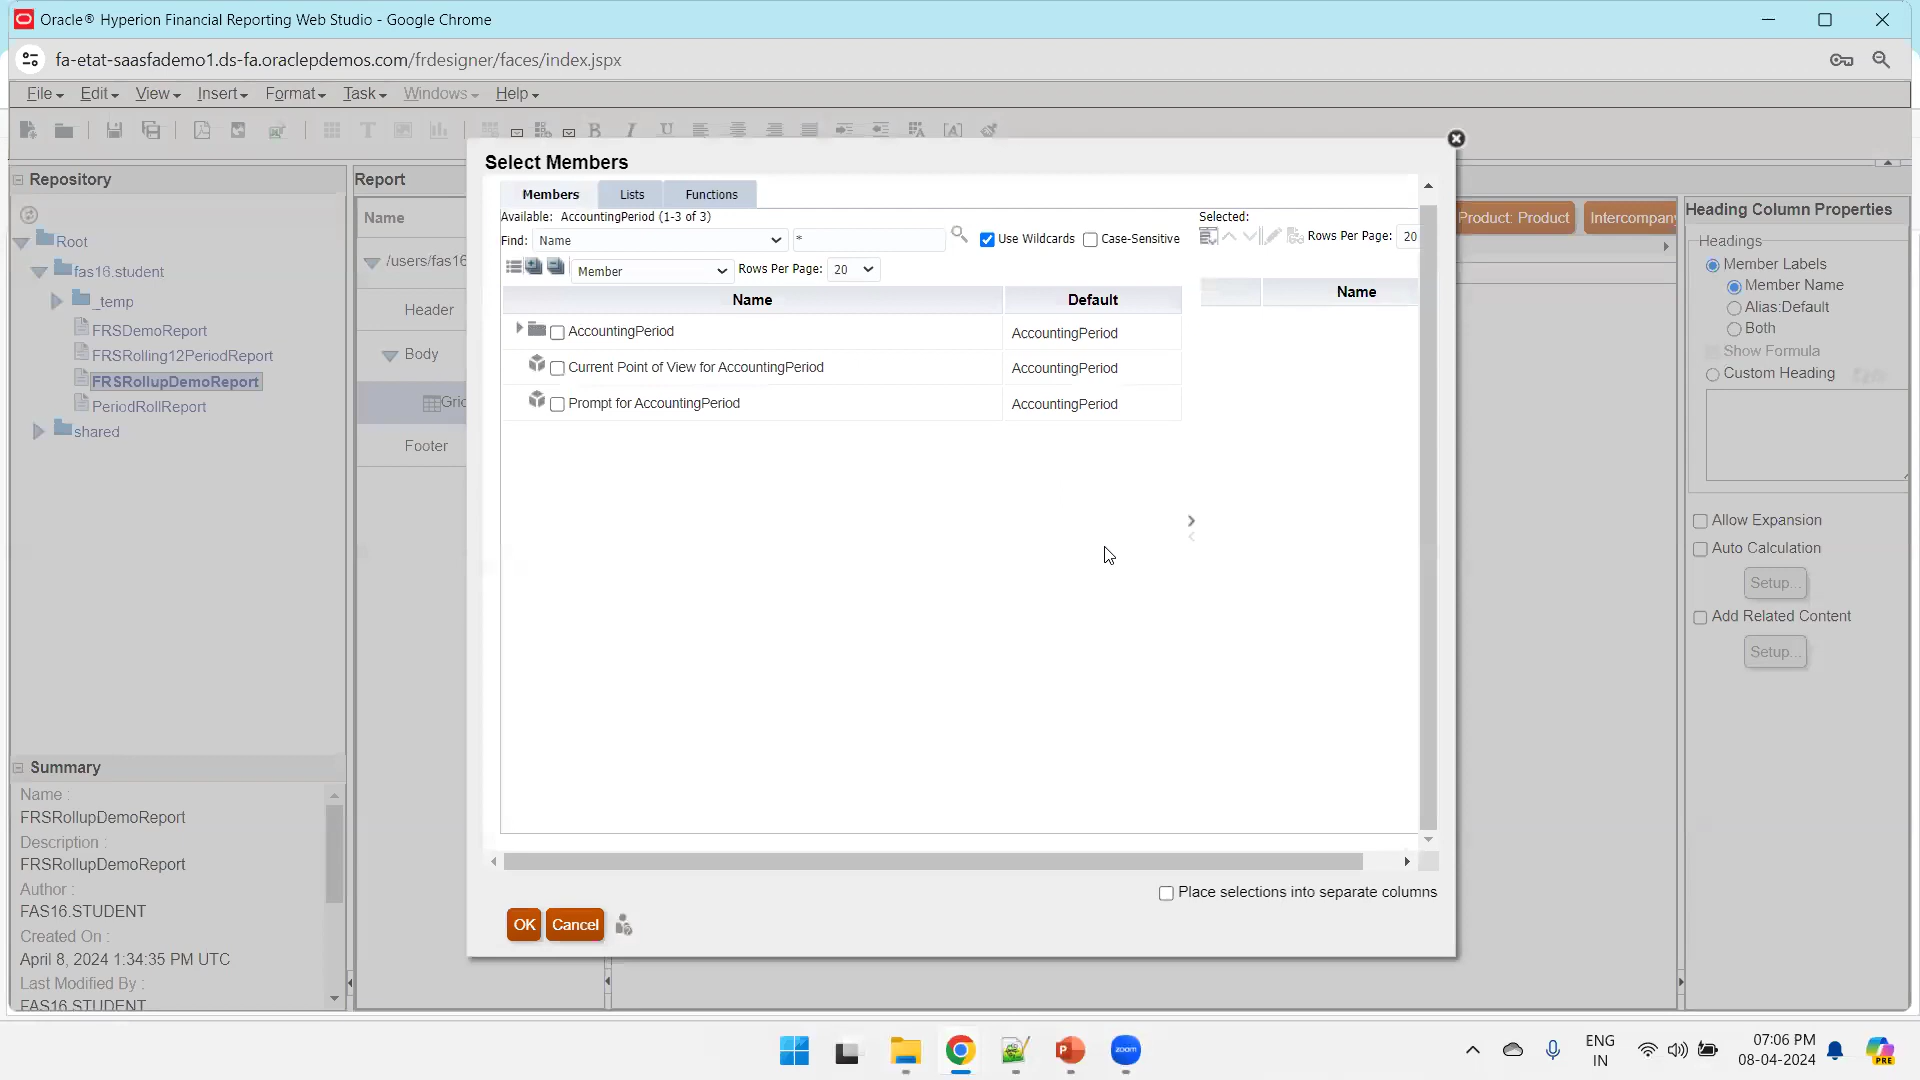 Oracle® Hyperion Financial Reporting Web Studio - Google Chrome
fa-etat-saasfademo1.ds-fa.oraclepdemos.com/frdesigner/faces/index.jspx
File Edit View Insert Format Task Windows Help
Repository
Root
fas16.student
_temp
FRSDemoReport
FRSRolling12PeriodReport
FRSRollupDemoReport
PeriodRollReport
shared
Summary
Name :
FRSRollupDemoReport
Description :
FRSRollupDemoReport
Author :
FAS16.STUDENT
Created On :
April 8, 2024 1:34:35 PM UTC
Last Modified By :
FAS16.STUDENT
Report
Name
/users/fas16
Header
Body
Grid
Footer
Select Members
Members Lists Functions
Available: AccountingPeriod (1-3 of 3)
Find: Name * Use Wildcards Case-Sensitive
Member Rows Per Page: 20
Name Default
AccountingPeriod AccountingPeriod
Current Point of View for AccountingPeriod AccountingPeriod
Prompt for AccountingPeriod AccountingPeriod
Selected:
Rows Per Page: 20
Name
Place selections into separate columns
OK Cancel
Product: Product Intercompany
Heading Column Properties
Headings
Member Labels
Member Name
Alias:Default
Both
Show Formula
Custom Heading
Allow Expansion
Auto Calculation
Setup...
Add Related Content
Setup...
zoom
ENG
IN
07:06 PM
08-04-2024
PRE